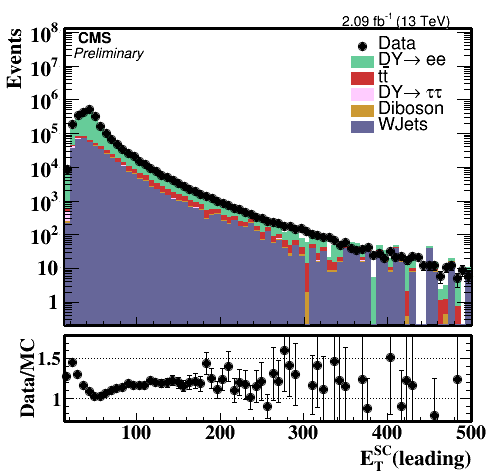 2.09 fb⁻¹ (13 TeV)
CMS
Preliminary
Data
DY→ ee
tt̄
DY→ ττ
Diboson
WJets
Events
10⁸
10⁷
10⁶
10⁵
10⁴
10³
10²
10
1
Data/MC
1.5
1
100 200 300 400 500
E_T^SC(leading)